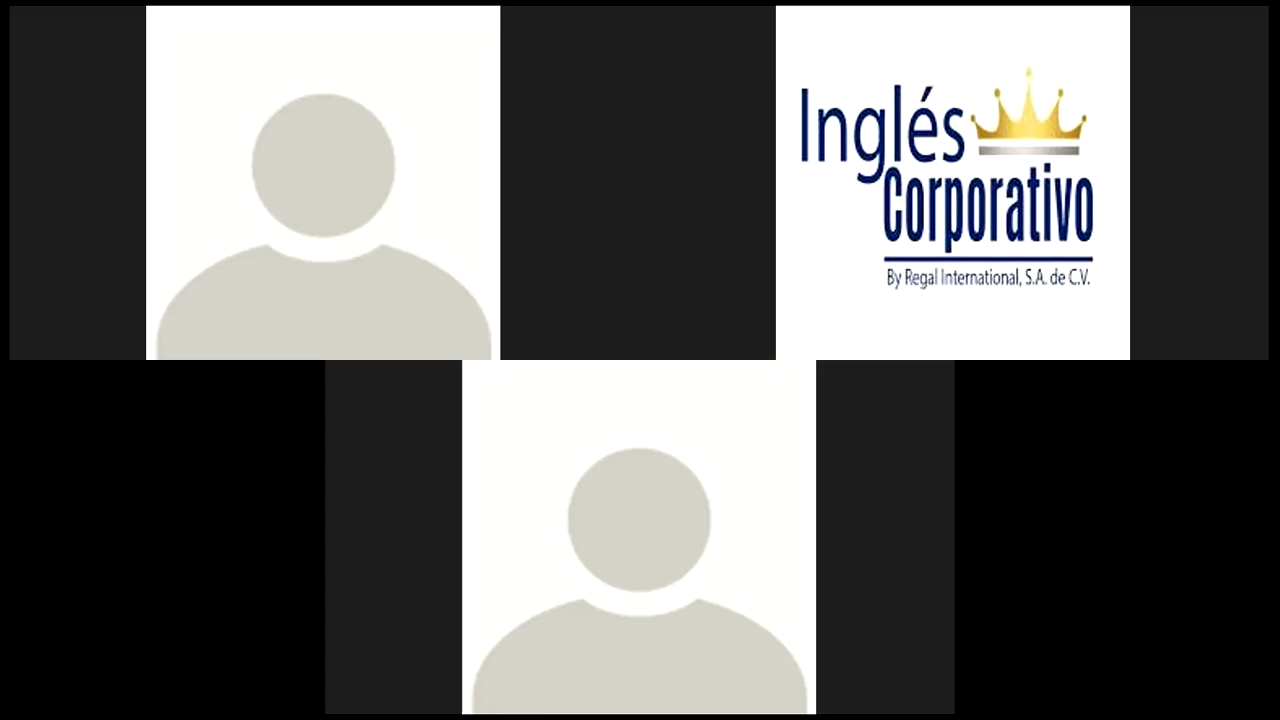 Inglés
Corporativo
By Regal International, S.A. de C.V.